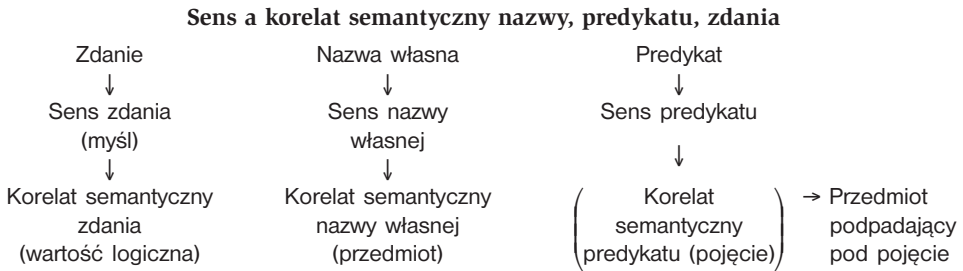 Sens a korelat semantyczny nazwy, predykatu, zdania
Zdanie Nazwa własna Predykat
↓ ↓ ↓
Sens zdania Sens nazwy Sens predykatu
(myśl) własnej
↓ ↓ ↓
Korelat semantyczny Korelat semantyczny Korelat → Przedmiot
zdania nazwy własnej semantyczny podpadający
(wartość logiczna) (przedmiot) predykatu (pojęcie) pod pojęcie